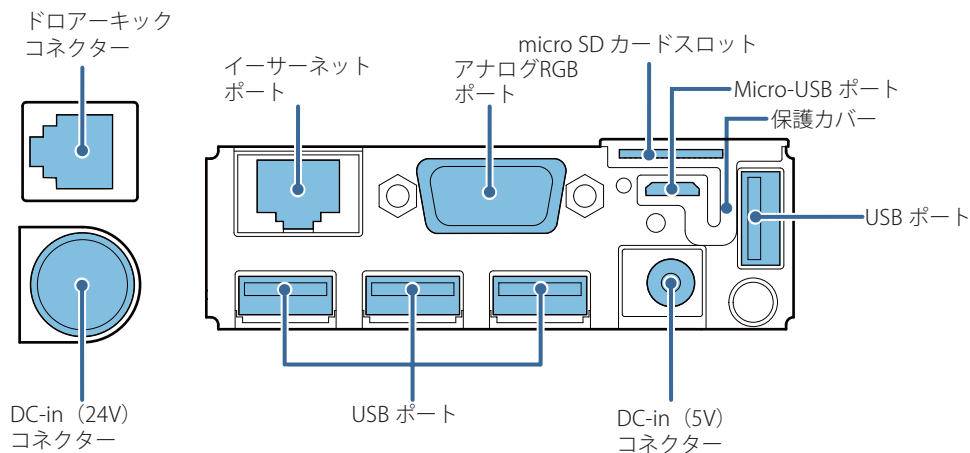 ドロアーキック
コネクター
イーサーネット
ポート
micro SD カードスロット
アナログRGB
ポート
Micro-USB ポート
保護カバー
USB ポート
DC-in（24V）
コネクター
USB ポート
DC-in（5V）
コネクター